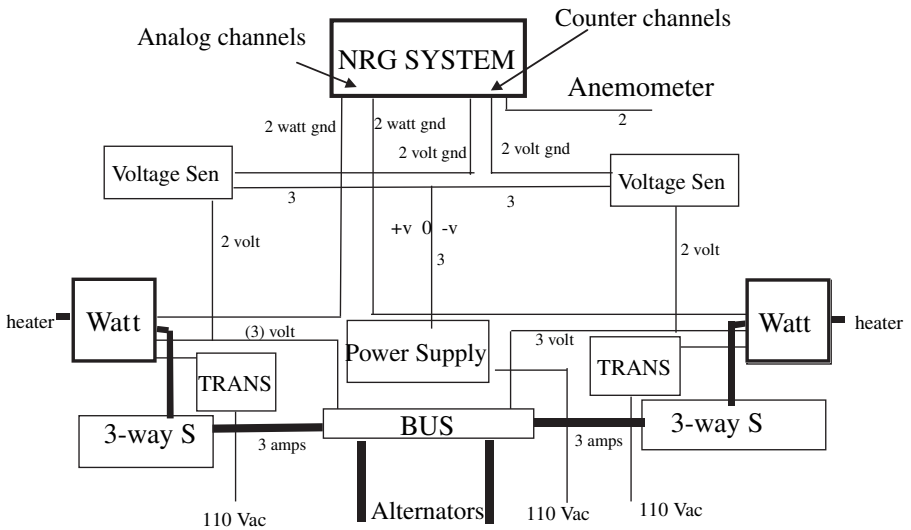 Counter channels
Analog channels
NRG SYSTEM
Anemometer
2
2 watt gnd
2 watt gnd
2 volt gnd
2 volt gnd
Voltage Sen
Voltage Sen
3
3
+v 0 -v
2 volt
2 volt
3
heater
Watt
(3) volt
Power Supply
3 volt
Watt
heater
TRANS
TRANS
3-way S
3 amps
BUS
3 amps
3-way S
110 Vac
Alternators
110 Vac
110 Vac